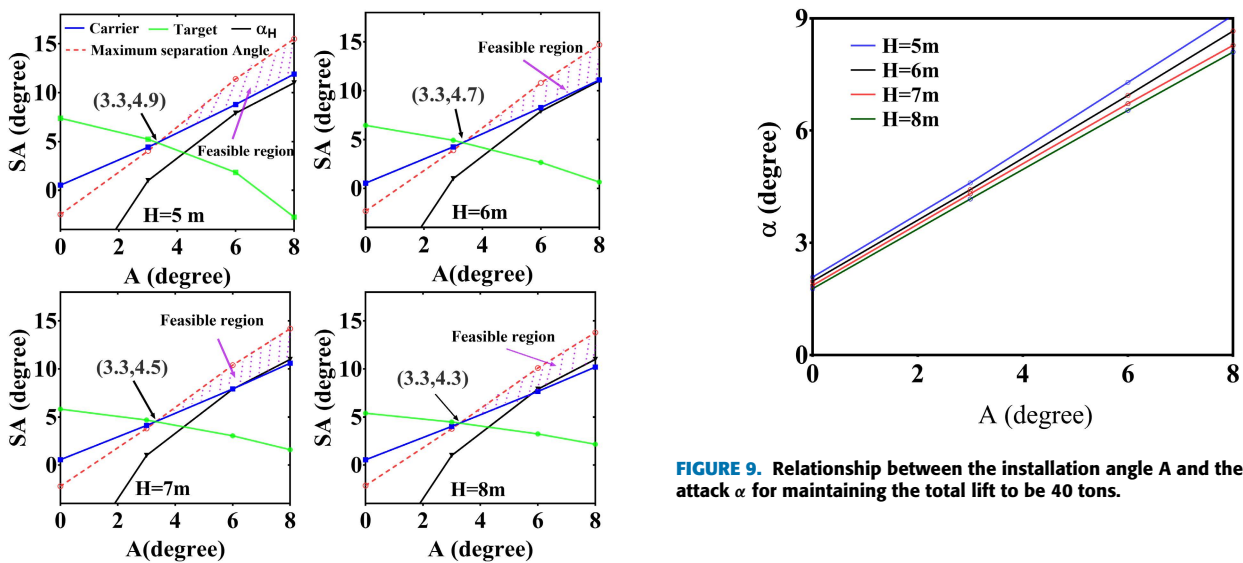 Carrier Target αH
Maximum separation Angle
15
10
5
0
SA (degree)
(3.3,4.9)
Feasible region
H=5 m
0 2 4 6 8
A (degree)
15
10
5
0
SA (degree)
Feasible region
(3.3,4.7)
H=6m
0 2 4 6 8
A(degree)
15
10
5
0
SA (degree)
Feasible region
(3.3,4.5)
H=7m
0 2 4 6 8
A(degree)
15
10
5
0
SA (degree)
Feasible region
(3.3,4.3)
H=8m
0 2 4 6 8
A (degree)
9
6
3
0
α (degree)
H=5m
H=6m
H=7m
H=8m
0 2 4 6 8
A (degree)
FIGURE 9. Relationship between the installation angle A and the
attack α for maintaining the total lift to be 40 tons.